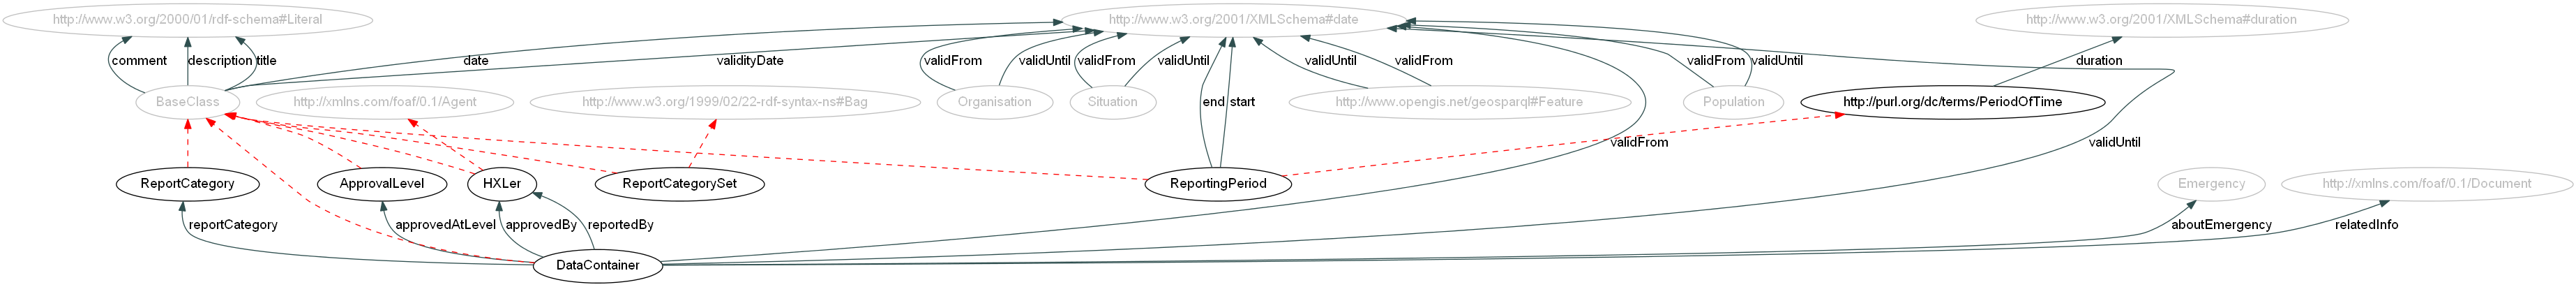 http://www.w3.org/2000/01/rdf-schema#Literal
http://www.w3.org/2001/XMLSchema#date
http://www.w3.org/2001/XMLSchema#duration
comment
description
title
date
validityDate
validFrom
validUntil
validFrom
validUntil
validUntil
validFrom
validFrom
validUntil
duration
BaseClass
http://xmlns.com/foaf/0.1/Agent
http://www.w3.org/1999/02/22-rdf-syntax-ns#Bag
Organisation
Situation
end
start
http://www.opengis.net/geosparql#Feature
Population
http://purl.org/dc/terms/PeriodOfTime
validFrom
validUntil
ReportCategory
ApprovalLevel
HXLer
ReportCategorySet
ReportingPeriod
Emergency
http://xmlns.com/foaf/0.1/Document
reportCategory
approvedAtLevel
approvedBy
reportedBy
aboutEmergency
relatedInfo
DataContainer